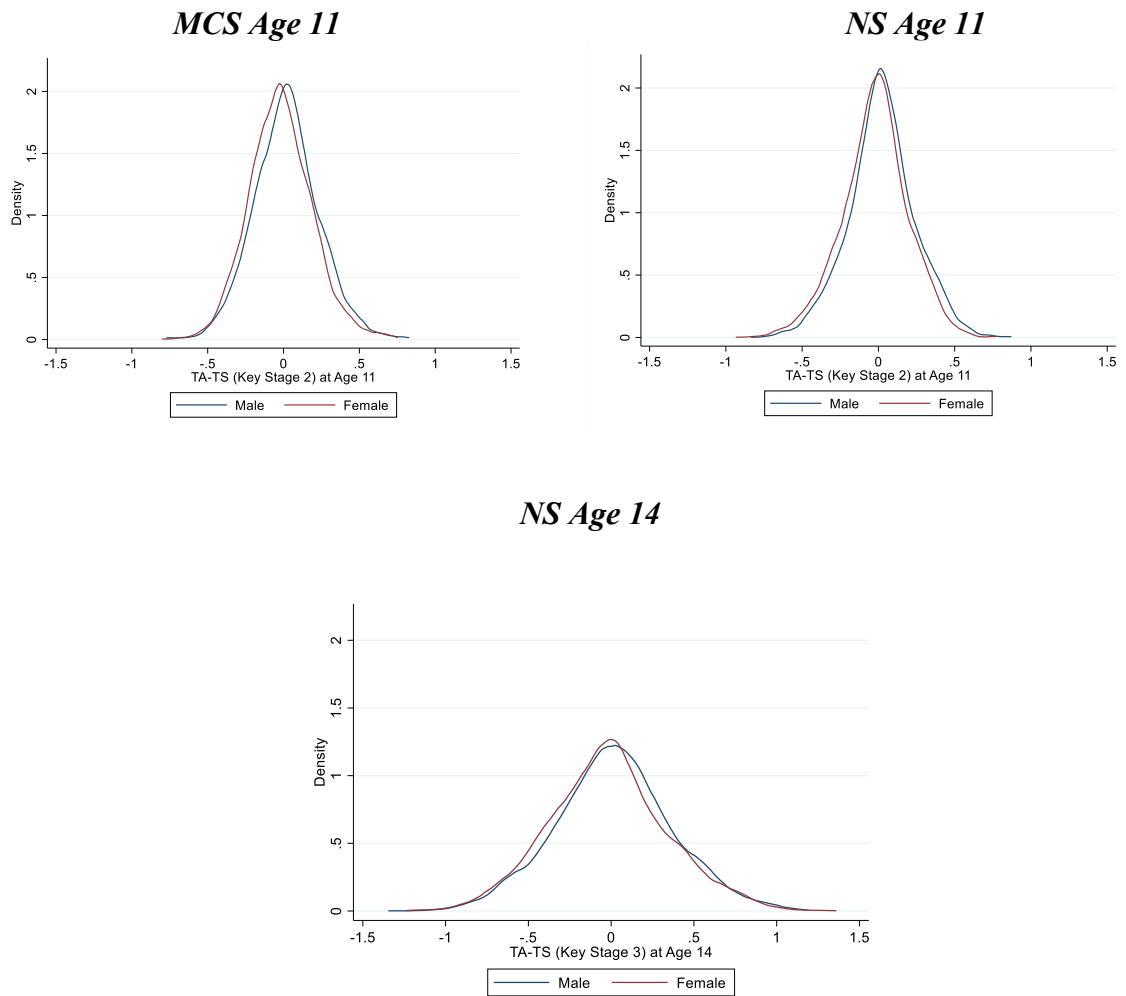 MCS Age 11
NS Age 11
Density
0 .5 1 1.5 2
-1.5 -1 -.5 0 .5 1 1.5
TA-TS (Key Stage 2) at Age 11
Male Female
Density
0 .5 1 1.5 2
-1.5 -1 -.5 0 .5 1 1.5
TA-TS (Key Stage 2) at Age 11
Male Female
NS Age 14
Density
0 .5 1 1.5 2
-1.5 -1 -.5 0 .5 1 1.5
TA-TS (Key Stage 3) at Age 14
Male Female